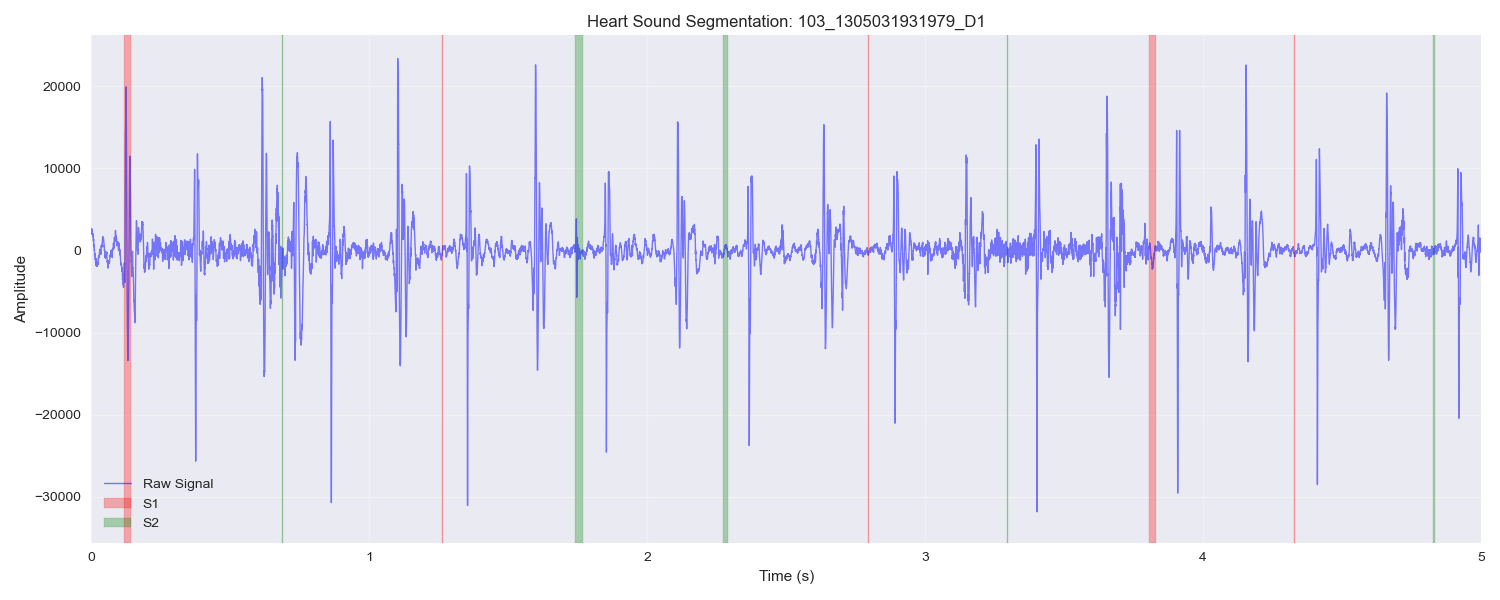 Heart Sound Segmentation: 103_1305031931979_D1
Amplitude
20000
10000
0
−10000
−20000
−30000
Raw Signal
S1
S2
0 1 2 3 4 5
Time (s)